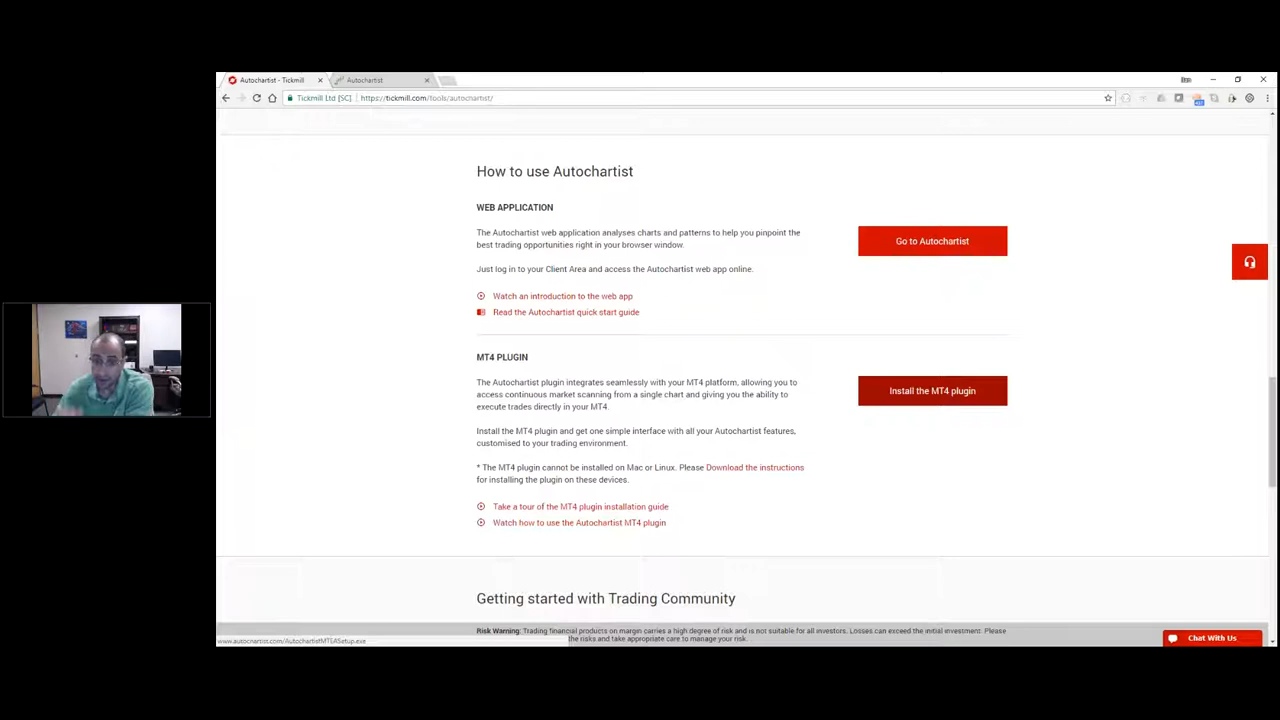 Autochartist - Tickmill
Autochartist
Tickmill Ltd [SC]
https://tickmill.com/tools/autochartist/
How to use Autochartist
WEB APPLICATION
The Autochartist web application analyses charts and patterns to help you pinpoint the
best trading opportunities right in your browser window.
Go to Autochartist
Just log in to your Client Area and access the Autochartist web app online.
Watch an introduction to the web app
Read the Autochartist quick start guide
MT4 PLUGIN
The Autochartist plugin integrates seamlessly with your MT4 platform, allowing you to
access continuous market scanning from a single chart and giving you the ability to
execute trades directly in your MT4.
Install the MT4 plugin
Install the MT4 plugin and get one simple interface with all your Autochartist features,
customised to your trading environment.
* The MT4 plugin cannot be installed on Mac or Linux. Please Download the instructions
for installing the plugin on these devices.
Take a tour of the MT4 plugin installation guide
Watch how to use the Autochartist MT4 plugin
Getting started with Trading Community
Risk Warning: Trading financial products on margin carries a high degree of risk and is not suitable for all investors. Losses can exceed the initial investment. Please
the risks and take appropriate care to manage your risk.
www.autochartist.com/AutochartistMTEASetup.exe
Chat With Us